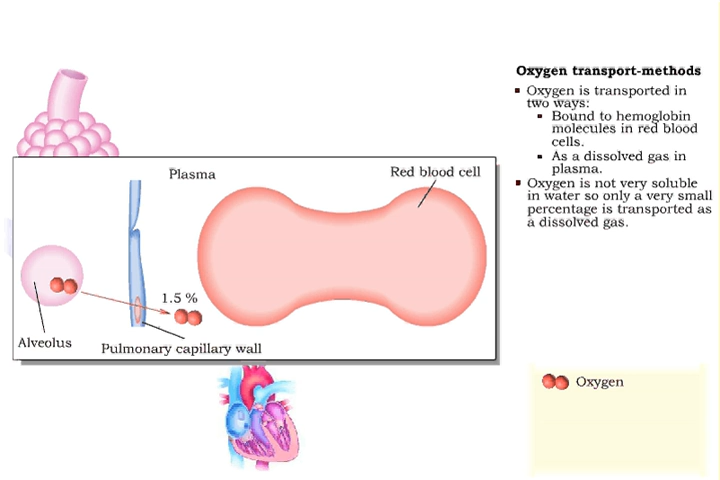 Oxygen transport-methods
▪ Oxygen is transported in
two ways:
▪ Bound to hemoglobin
molecules in red blood
cells.
▪ As a dissolved gas in
plasma.
▪ Oxygen is not very soluble
in water so only a very small
percentage is transported as
a dissolved gas.
Plasma
Red blood cell
1.5 %
Alveolus
Pulmonary capillary wall
Oxygen